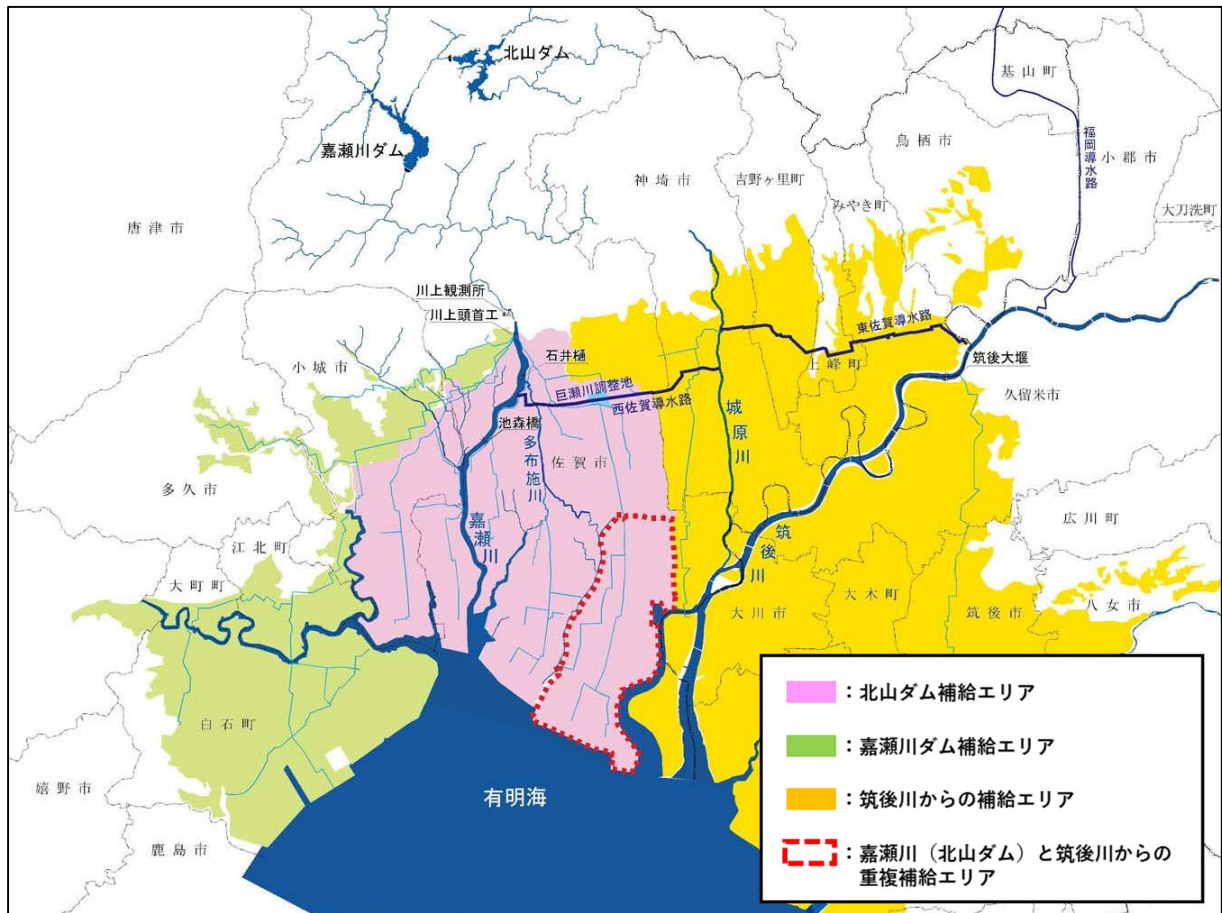 北山ダム
基山町
嘉瀬川ダム
鳥栖市
福岡導水路
小郡市
神埼市
吉野ヶ里町
みやき町
大刀洗町
唐津市
川上観測所
川上頭首工
東佐賀導水路
石井樋
筑後大堰
小城市
上峰町
巨瀬川調整池
西佐賀導水路
久留米市
城原川
池森橋
多布施川
佐賀市
多久市
嘉瀬川
筑後川
広川町
江北町
大町町
大川市
大木町
筑後市
八女市
白石町
嬉野市
鹿島市
有明海
：北山ダム補給エリア
：嘉瀬川ダム補給エリア
：筑後川からの補給エリア
：嘉瀬川（北山ダム）と筑後川からの
重複補給エリア